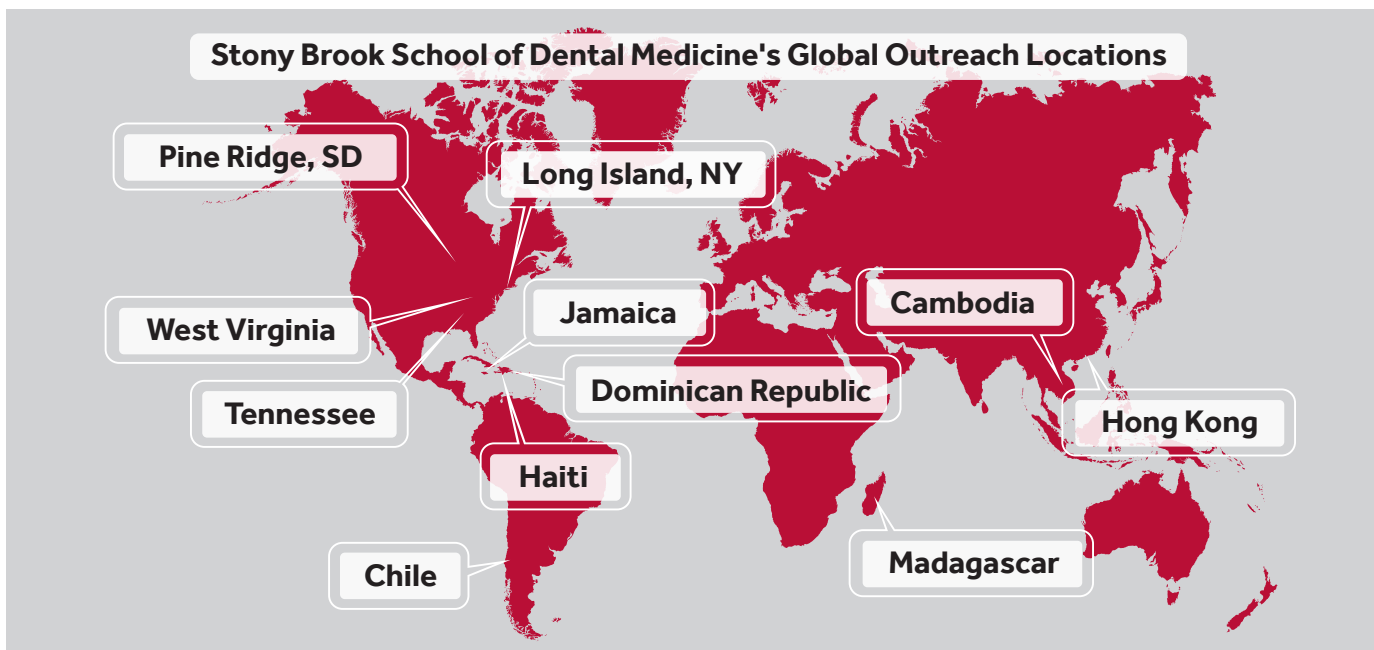 Stony Brook School of Dental Medicine's Global Outreach Locations
Pine Ridge, SD
Long Island, NY
West Virginia
Jamaica
Cambodia
Tennessee
Dominican Republic
Hong Kong
Haiti
Chile
Madagascar